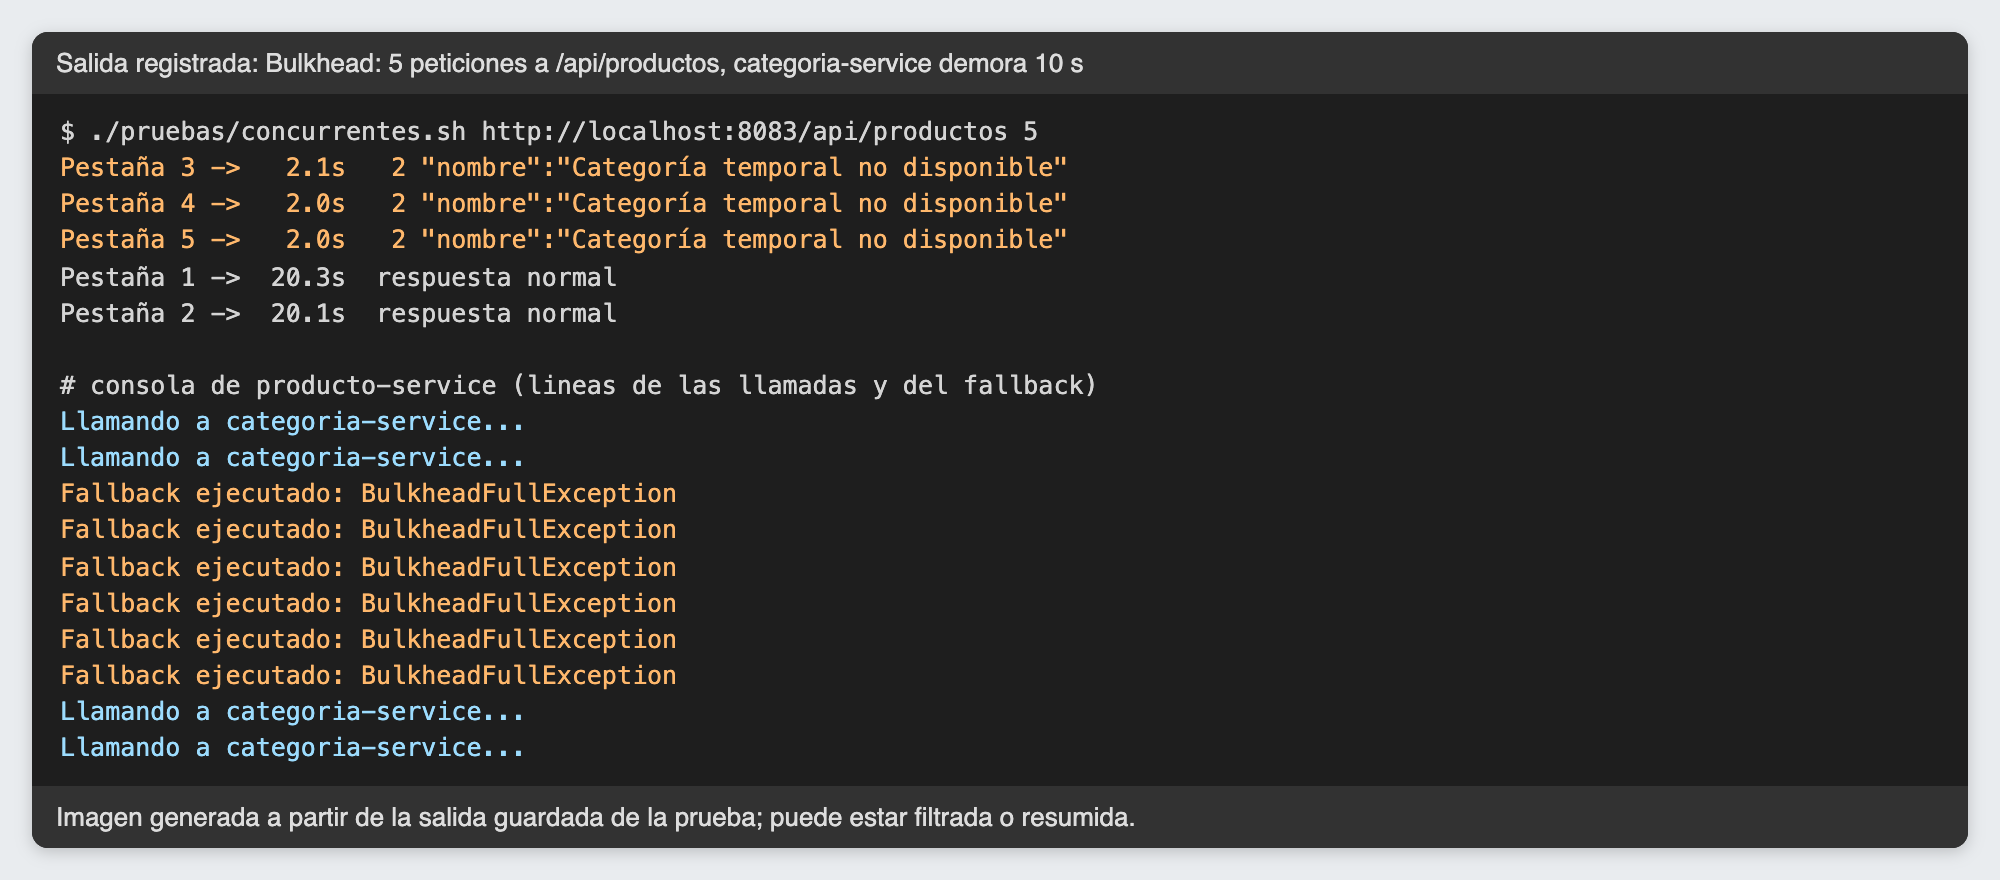 Salida registrada: Bulkhead: 5 peticiones a /api/productos, categoria-service demora 10 s
$ ./pruebas/concurrentes.sh http://localhost:8083/api/productos 5
Pestaña 3 ->   2.1s   2 "nombre":"Categoría temporal no disponible"
Pestaña 4 ->   2.0s   2 "nombre":"Categoría temporal no disponible"
Pestaña 5 ->   2.0s   2 "nombre":"Categoría temporal no disponible"
Pestaña 1 ->  20.3s  respuesta normal
Pestaña 2 ->  20.1s  respuesta normal
# consola de producto-service (lineas de las llamadas y del fallback)
Llamando a categoria-service...
Llamando a categoria-service...
Fallback ejecutado: BulkheadFullException
Fallback ejecutado: BulkheadFullException
Fallback ejecutado: BulkheadFullException
Fallback ejecutado: BulkheadFullException
Fallback ejecutado: BulkheadFullException
Fallback ejecutado: BulkheadFullException
Llamando a categoria-service...
Llamando a categoria-service...
Imagen generada a partir de la salida guardada de la prueba; puede estar filtrada o resumida.